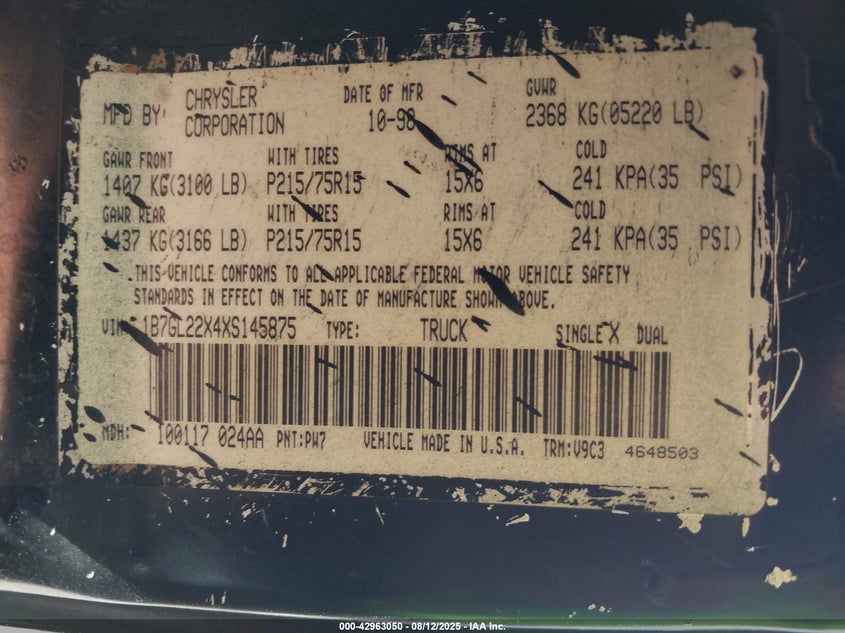 MFD BY: CHRYSLER CORPORATION DATE OF MFR 10-98 GVWR 2368 KG(05220 LB)
GAWR FRONT WITH TIRES RIMS AT COLD
1407 KG(3100 LB) P215/75R15 15X6 241 KPA(35 PSI)
GAWR REAR WITH TIRES RIMS AT COLD
1437 KG(3166 LB) P215/75R15 15X6 241 KPA(35 PSI)
THIS VEHICLE CONFORMS TO ALL APPLICABLE FEDERAL MOTOR VEHICLE SAFETY
STANDARDS IN EFFECT ON THE DATE OF MANUFACTURE SHOWN ABOVE.
VIN: 1B7GL22X4XS145875 TYPE: TRUCK SINGLE X DUAL
MDH: 100117 024AA PNT:PW7 VEHICLE MADE IN U.S.A. TRM:V9C3 4648503
000-42963050 - 08/12/2025 - IAA Inc.